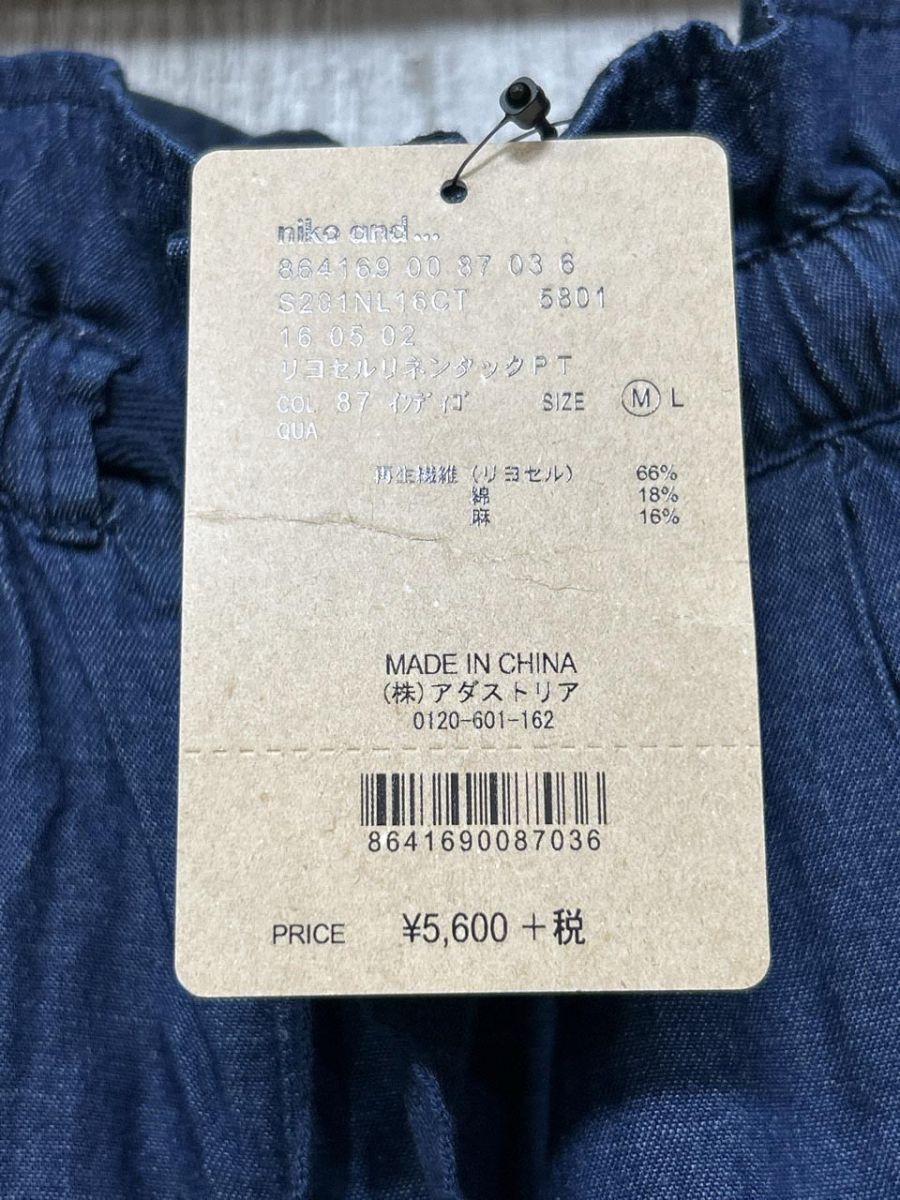 niko and...
864169 00 87 03 6
S201NL16CT 5801
16 05 02
リヨセルリネンタックPT
COL 87 インディゴ SIZE M L
QUA
再生繊維(リヨセル) 66%
綿 18%
麻 16%
MADE IN CHINA
(株)アダストリア
0120-601-162
8641690087036
PRICE ¥5,600 +税